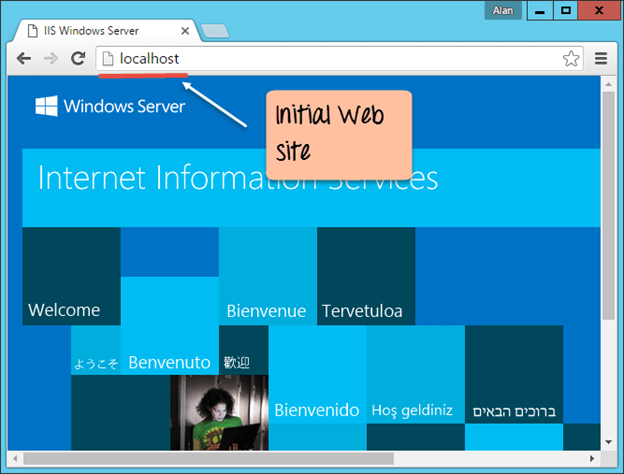 Alan
IIS Windows Server
localhost
Windows Server
Initial Web
site
Internet Information Services
Welcome
Bienvenue
Tervetuloa
ようこそ
Benvenuto
歡迎
Bienvenido
Hoş geldiniz
ברוכים הבאים